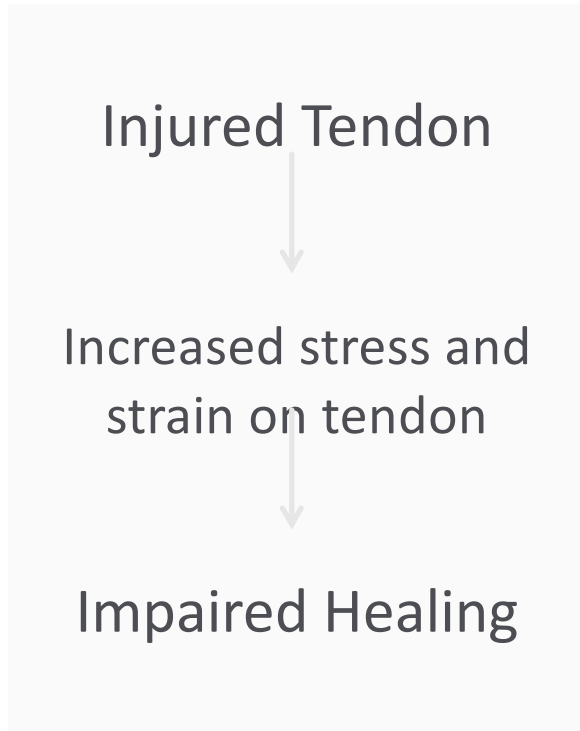 Injured Tendon
Increased stress and
strain on tendon
Impaired Healing